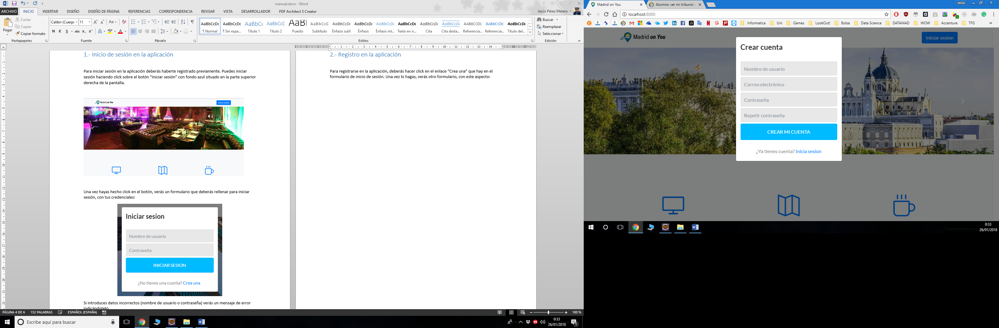 manual.docx - Word
ARCHIVO INICIO INSERTAR DISEÑO DISEÑO DE PÁGINA REFERENCIAS CORRESPONDENCIA REVISAR VISTA DESARROLLADOR PDF Architect 5 Creator
Jesús Pérez Melero
Pegar
Cortar
Copiar
Copiar formato
Portapapeles
Calibri (Cuerpo 11
N K S abc x₂ x²
Fuente
Párrafo
AaBbCcDc AaBbCcDc AaBbCc AaBbCcD AaBl AaBbCcD AaBbCcDc AaBbCcDc AaBbCcDc AaBbCcDc AaBbCcDc AaBbCcDc AaBbCcDc AaBbCcDc AaBbCcDc
¶ Normal ¶ Sin espa... Título 1 Título 2 Puesto Subtítulo Énfasis sutil Énfasis Énfasis int... Texto en n... Cita Cita desta... Referencia... Referencia... Título del...
Estilos
Buscar
Reemplazar
Seleccionar
Edición
1.- Inicio de sesión en la aplicación
Para iniciar sesión en la aplicación deberás haberte registrado previamente. Puedes iniciar
sesión haciendo click sobre el botón “Iniciar sesión” con fondo azul situado en la parte superior
derecha de la pantalla.
Madrid on You
Iniciar sesion
Una vez hayas hecho click en el botón, verás un formulario que deberás rellenar para iniciar
sesión, con tus credenciales:
Iniciar sesion
Nombre de usuario
Contraseña
INICIAR SESION
¿No tienes una cuenta? Crea una
Si introduces datos incorrectos (nombre de usuario o contraseña) verás un mensaje de error
indicándotelo
2.- Registro en la aplicación
Para registrarse en la aplicación, deberás hacer click en el enlace “Crea una” que hay en el
formulario de inicio de sesión. Una vez lo hagas, verás otro formulario, con este aspecto:
PÁGINA 4 DE 6 152 PALABRAS ESPAÑOL (ESPAÑA)
100 %
Escribe aquí para buscar
0:33
26/01/2018
Madrid on You
Alumno: ver mi tribunal
Jesús
localhost:8080
Informatica Uni Games LookOut! Bolsa Data Science DATAMAD WOW Accenture TFG
Madrid on You
Iniciar sesion
Crear cuenta
Nombre de usuario
Correo electrónico
Contraseña
Repetir contraseña
CREAR MI CUENTA
¿Ya tienes cuenta? Inicia sesion
0:33
26/01/2018